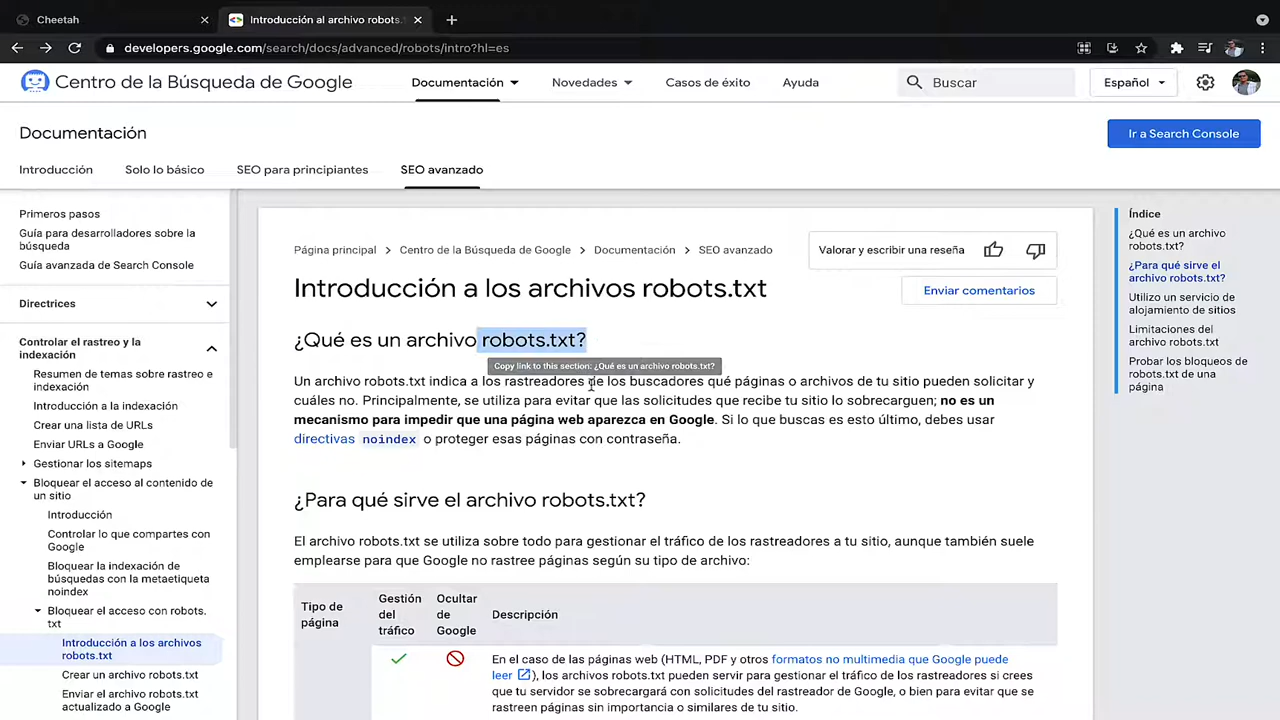 Cheetah
Introducción al archivo robots.
developers.google.com/search/docs/advanced/robots/intro?hl=es
Centro de la Búsqueda de Google
Documentación
Novedades
Casos de éxito
Ayuda
Buscar
Español
Documentación
Ir a Search Console
Introducción
Solo lo básico
SEO para principiantes
SEO avanzado
Primeros pasos
Guía para desarrolladores sobre la
búsqueda
Guía avanzada de Search Console
Directrices
Controlar el rastreo y la
indexación
Resumen de temas sobre rastreo e
indexación
Introducción a la indexación
Crear una lista de URLs
Enviar URLs a Google
Gestionar los sitemaps
Bloquear el acceso al contenido de
un sitio
Introducción
Controlar lo que compartes con
Google
Bloquear la indexación de
búsquedas con la metaetiqueta
noindex
Bloquear el acceso con robots.
txt
Introducción a los archivos
robots.txt
Crear un archivo robots.txt
Enviar el archivo robots.txt
actualizado a Google
Página principal > Centro de la Búsqueda de Google > Documentación > SEO avanzado
Valorar y escribir una reseña
Introducción a los archivos robots.txt
Enviar comentarios
¿Qué es un archivo robots.txt?
Copy link to this section: ¿Qué es un archivo robots.txt?
Un archivo robots.txt indica a los rastreadores de los buscadores qué páginas o archivos de tu sitio pueden solicitar y
cuáles no. Principalmente, se utiliza para evitar que las solicitudes que recibe tu sitio lo sobrecarguen; no es un
mecanismo para impedir que una página web aparezca en Google. Si lo que buscas es esto último, debes usar
directivas noindex o proteger esas páginas con contraseña.
¿Para qué sirve el archivo robots.txt?
El archivo robots.txt se utiliza sobre todo para gestionar el tráfico de los rastreadores a tu sitio, aunque también suele
emplearse para que Google no rastree páginas según su tipo de archivo:
Tipo de
página
Gestión
del
tráfico
Ocultar
de
Google
Descripción
En el caso de las páginas web (HTML, PDF y otros formatos no multimedia que Google puede
leer), los archivos robots.txt pueden servir para gestionar el tráfico de los rastreadores si crees
que tu servidor se sobrecargará con solicitudes del rastreador de Google, o bien para evitar que se
rastreen páginas sin importancia o similares de tu sitio.
Índice
¿Qué es un archivo
robots.txt?
¿Para qué sirve el
archivo robots.txt?
Utilizo un servicio de
alojamiento de sitios
Limitaciones del
archivo robots.txt
Probar los bloqueos de
robots.txt de una
página